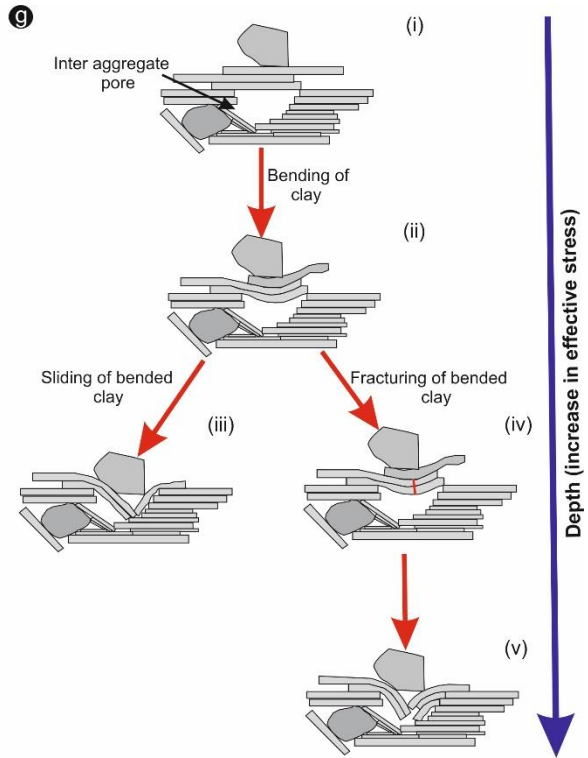 g
(i)
Inter aggregate
pore
Bending of
clay
(ii)
Sliding of bended
clay
Fracturing of bended
clay
(iii)
(iv)
(v)
Depth (increase in effective stress)